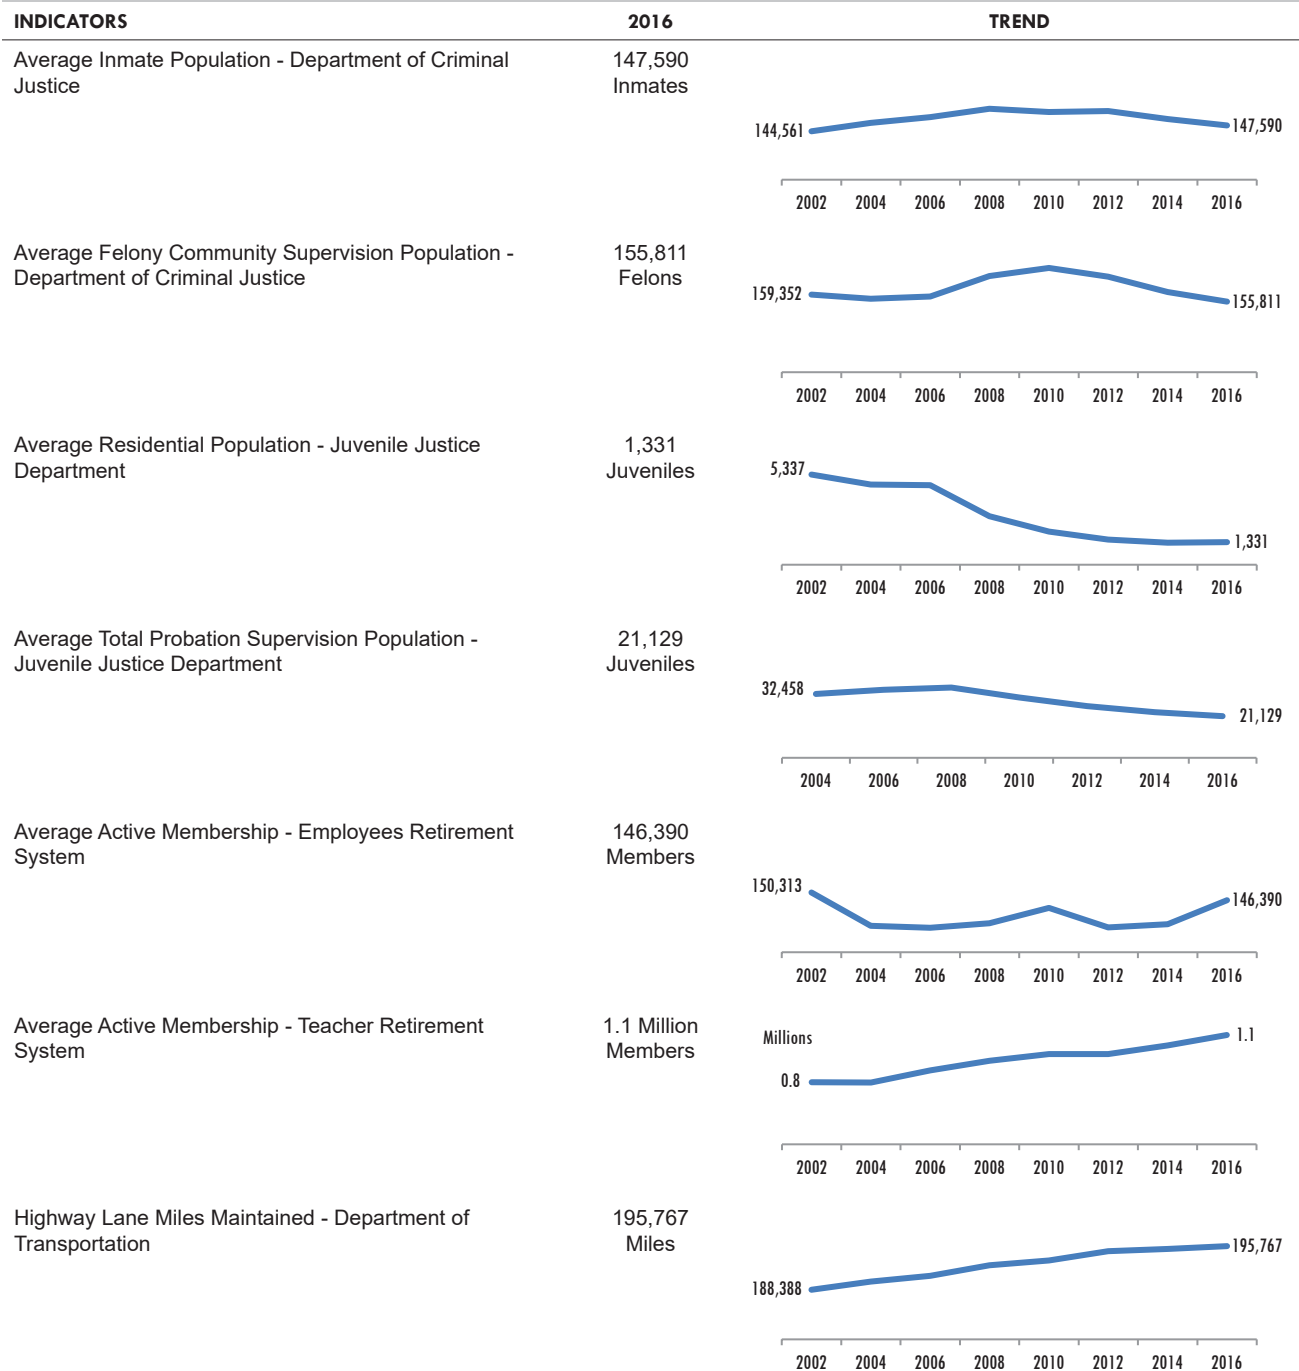 INDICATORS 2016 TREND
Average Inmate Population - Department of Criminal
Justice
147,590
Inmates
144,561
147,590
2002 2004 2006 2008 2010 2012 2014 2016
Average Felony Community Supervision Population -
Department of Criminal Justice
155,811
Felons
159,352
155,811
2002 2004 2006 2008 2010 2012 2014 2016
Average Residential Population - Juvenile Justice
Department
1,331
Juveniles
5,337
1,331
2002 2004 2006 2008 2010 2012 2014 2016
Average Total Probation Supervision Population -
Juvenile Justice Department
21,129
Juveniles
32,458
21,129
2004 2006 2008 2010 2012 2014 2016
Average Active Membership - Employees Retirement
System
146,390
Members
150,313
146,390
2002 2004 2006 2008 2010 2012 2014 2016
Average Active Membership - Teacher Retirement
System
1.1 Million
Members
Millions
1.1
0.8
2002 2004 2006 2008 2010 2012 2014 2016
Highway Lane Miles Maintained - Department of
Transportation
195,767
Miles
195,767
188,388
2002 2004 2006 2008 2010 2012 2014 2016